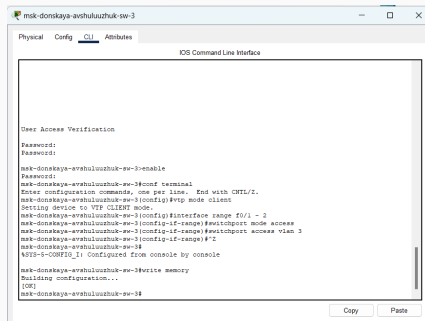 msk-donskaya-avshuluuzhuk-sw-3
Physical Config CLI Attributes
IOS Command Line Interface
User Access Verification
Password:
Password:
msk-donskaya-avshuluuzhuk-sw-3>enable
Password:
msk-donskaya-avshuluuzhuk-sw-3#conf terminal
Enter configuration commands, one per line. End with CNTL/Z.
msk-donskaya-avshuluuzhuk-sw-3(config)#vtp mode client
Setting device to VTP CLIENT mode.
msk-donskaya-avshuluuzhuk-sw-3(config)#interface range f0/1 - 2
msk-donskaya-avshuluuzhuk-sw-3(config-if-range)#switchport mode access
msk-donskaya-avshuluuzhuk-sw-3(config-if-range)#switchport access vlan 3
msk-donskaya-avshuluuzhuk-sw-3(config-if-range)#^Z
msk-donskaya-avshuluuzhuk-sw-3#
%SYS-5-CONFIG_I: Configured from console by console
msk-donskaya-avshuluuzhuk-sw-3#write memory
Building configuration...
[OK]
msk-donskaya-avshuluuzhuk-sw-3#
Copy Paste